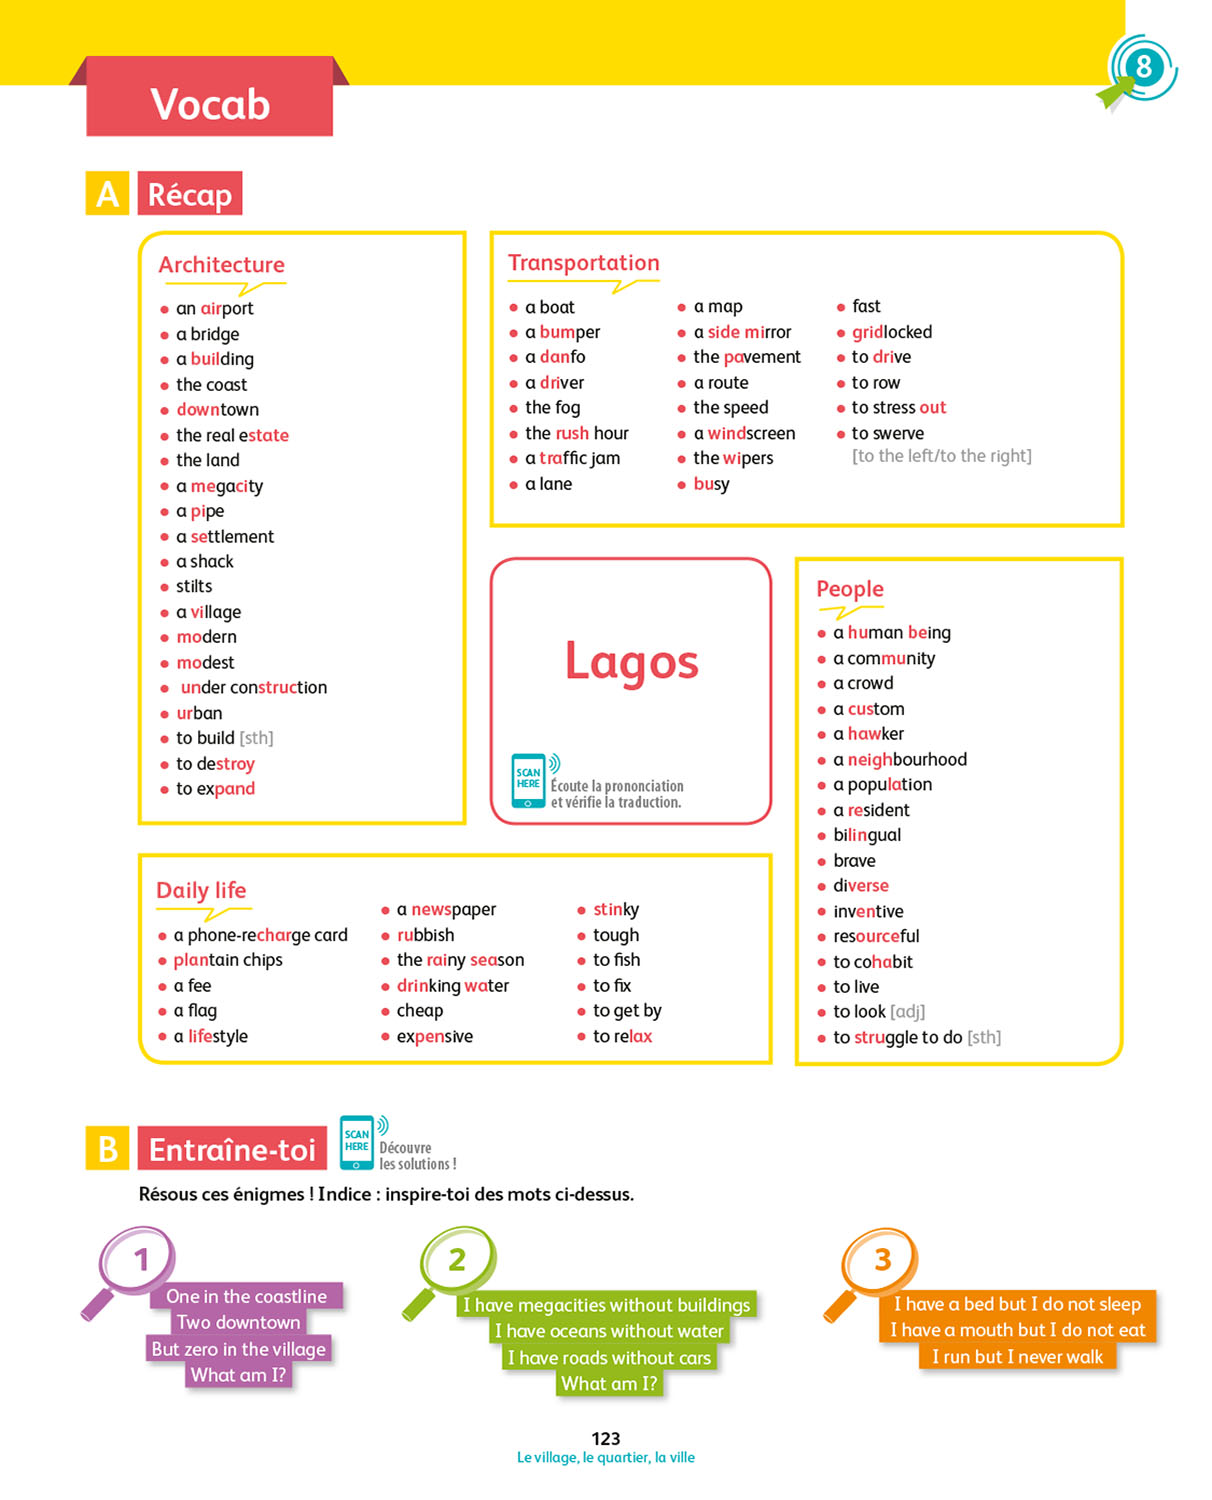 8
Vocab
A Récap
Architecture
• an airport
• a bridge
• a building
• the coast
• downtown
• the real estate
• the land
• a megacity
• a pipe
• a settlement
• a shack
• stilts
• a village
• modern
• modest
• under construction
• urban
• to build [sth]
• to destroy
• to expand
Transportation
• a boat
• a bumper
• a danfo
• a driver
• the fog
• the rush hour
• a traffic jam
• a lane
• a map
• a side mirror
• the pavement
• a route
• the speed
• a windscreen
• the wipers
• busy
• fast
• gridlocked
• to drive
• to row
• to stress out
• to swerve
[to the left/to the right]
Lagos
SCAN
HERE
Écoute la prononciation
et vérifie la traduction.
People
• a human being
• a community
• a crowd
• a custom
• a hawker
• a neighbourhood
• a population
• a resident
• bilingual
• brave
• diverse
• inventive
• resourceful
• to cohabit
• to live
• to look [adj]
• to struggle to do [sth]
Daily life
• a phone-recharge card
• plantain chips
• a fee
• a flag
• a lifestyle
• a newspaper
• rubbish
• the rainy season
• drinking water
• cheap
• expensive
• stinky
• tough
• to fish
• to fix
• to get by
• to relax
B Entraîne-toi
SCAN
HERE
Découvre
les solutions !
Résous ces énigmes ! Indice : inspire-toi des mots ci-dessus.
1
One in the coastline
Two downtown
But zero in the village
What am I?
2
I have megacities without buildings
I have oceans without water
I have roads without cars
What am I?
3
I have a bed but I do not sleep
I have a mouth but I do not eat
I run but I never walk
123
Le village, le quartier, la ville